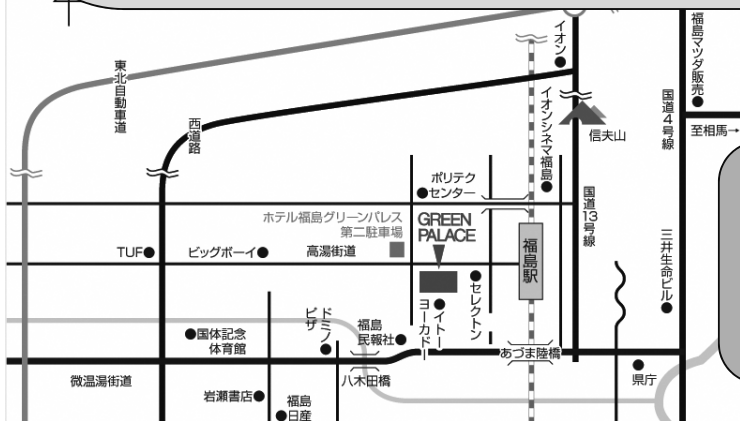 イオン
福島マツダ販売
東北自動車道
西道路
イオンシネマ福島
国道4号線
至相馬→
信夫山
ポリテク
センター
国道13号線
ホテル福島グリーンパレス
第二駐車場
GREEN
PALACE
TUF
ビッグボーイ
高湯街道
福島駅
三井生命ビル
セレクトン
イトー
ヨーカドー
ドミノ
ピザ
福島
民報社
国体記念
体育館
あづま陸橋
県庁
微温湯街道
八木田橋
岩瀬書店
福島
日産